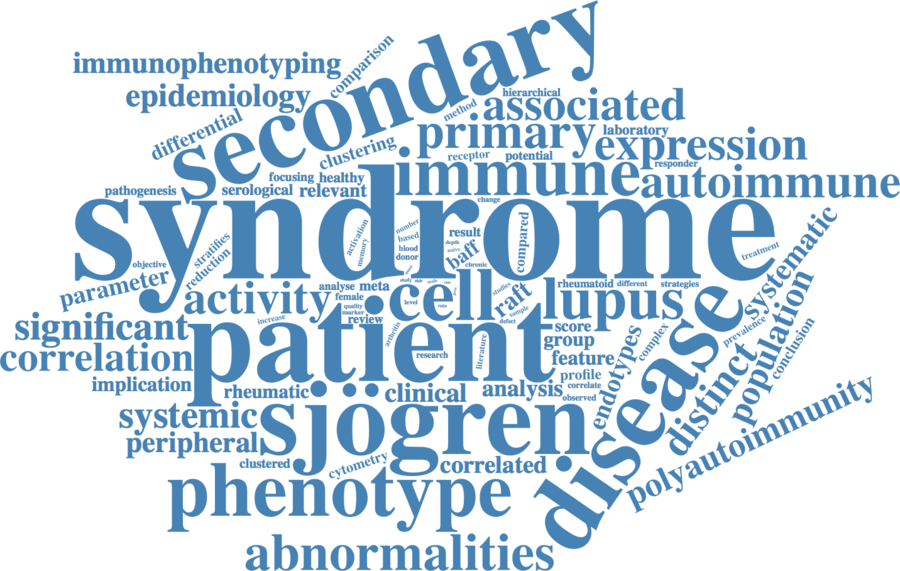 secondary
immunophenotyping
comparison
epidemiology
hierarchical
method
associated
differential
primary
laboratory
expression
clustering
receptor
potential
responder
immune
autoimmune
focusing
healthy
pathogenesis
serological
relevant
change
syndrome
activation
memory
number
based
blood
donor
result
depth
naive
baff
chronic
compared
treatment
systematic
stratifies
reduction
objective
parameter
analyse
meta
female
cell
level
studies
raft
sample
defect
rheumatoid
different
strategies
activity
quality
marker
review
lupus
significant
increase
patient
arthritis
research
literature
score
group
complex
prevalence
disease
population
conclusion
correlation
feature
endotypes
distinct
implication
profile
correlate
observed
rheumatic
clinical
analysis
systemic
sjögren
peripheral
polyautoimmunity
clustered
cytometry
correlated
phenotype
abnormalities